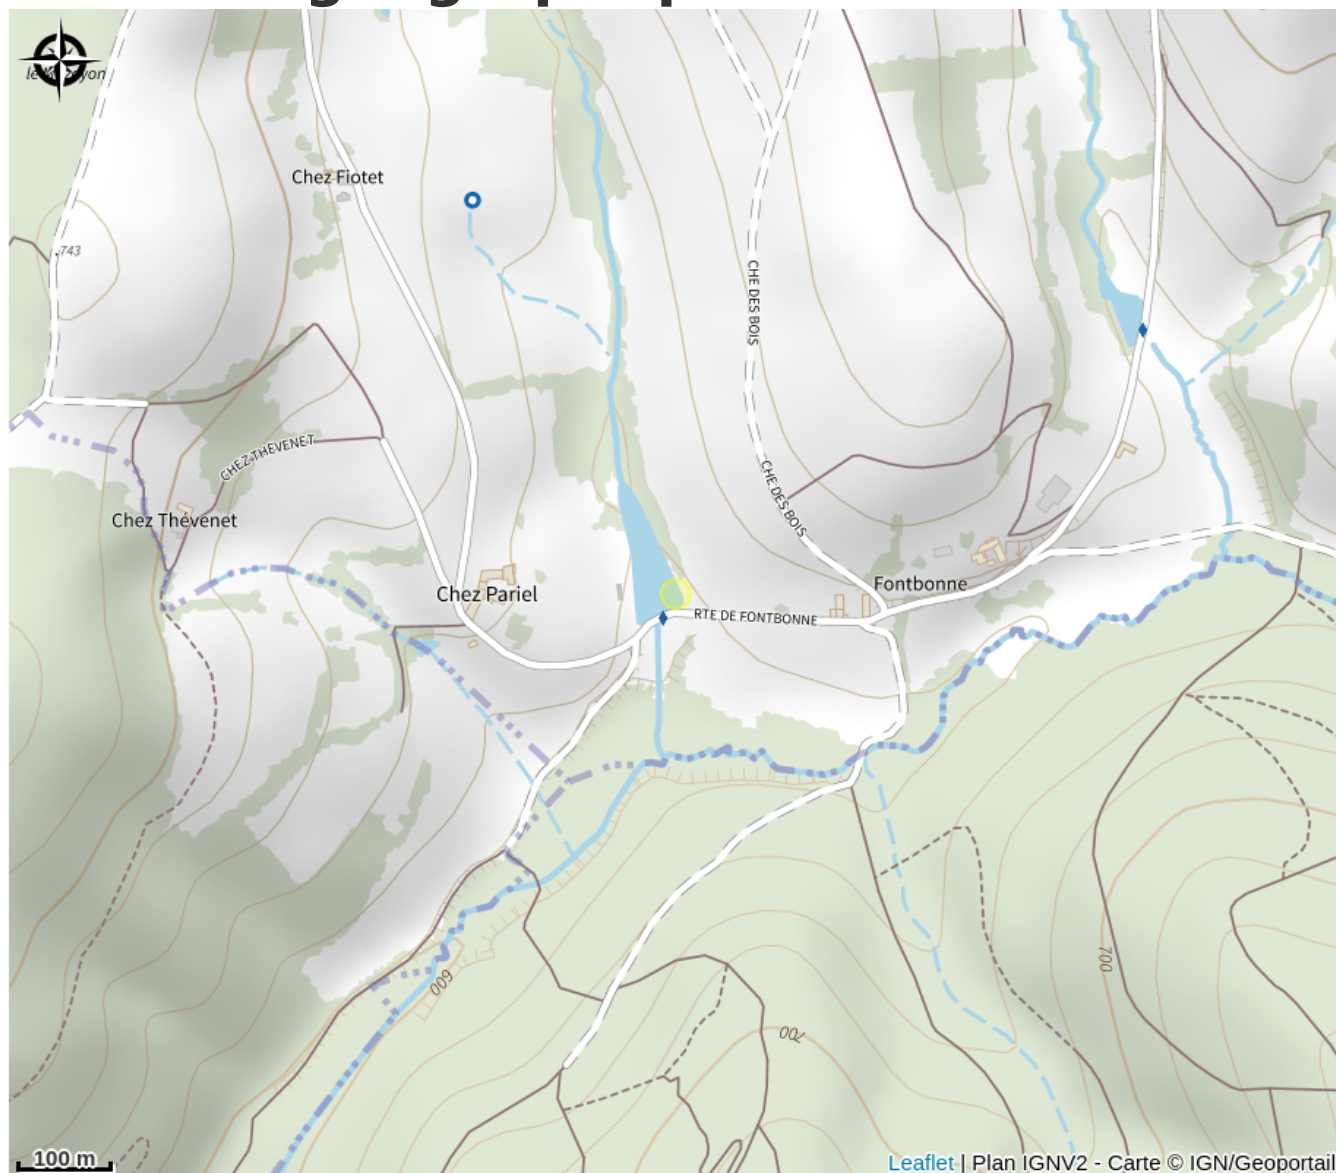 Chez Fiotet
743
CHE DES BOIS
CHEZ THEVENET
CHE DES BOIS
Chez Thévenet
Chez Pariel
Fontbonne
RTE DE FONTBONNE
700
600
700
100 m
Leaflet | Plan IGNV2 - Carte © IGN/Geoportail